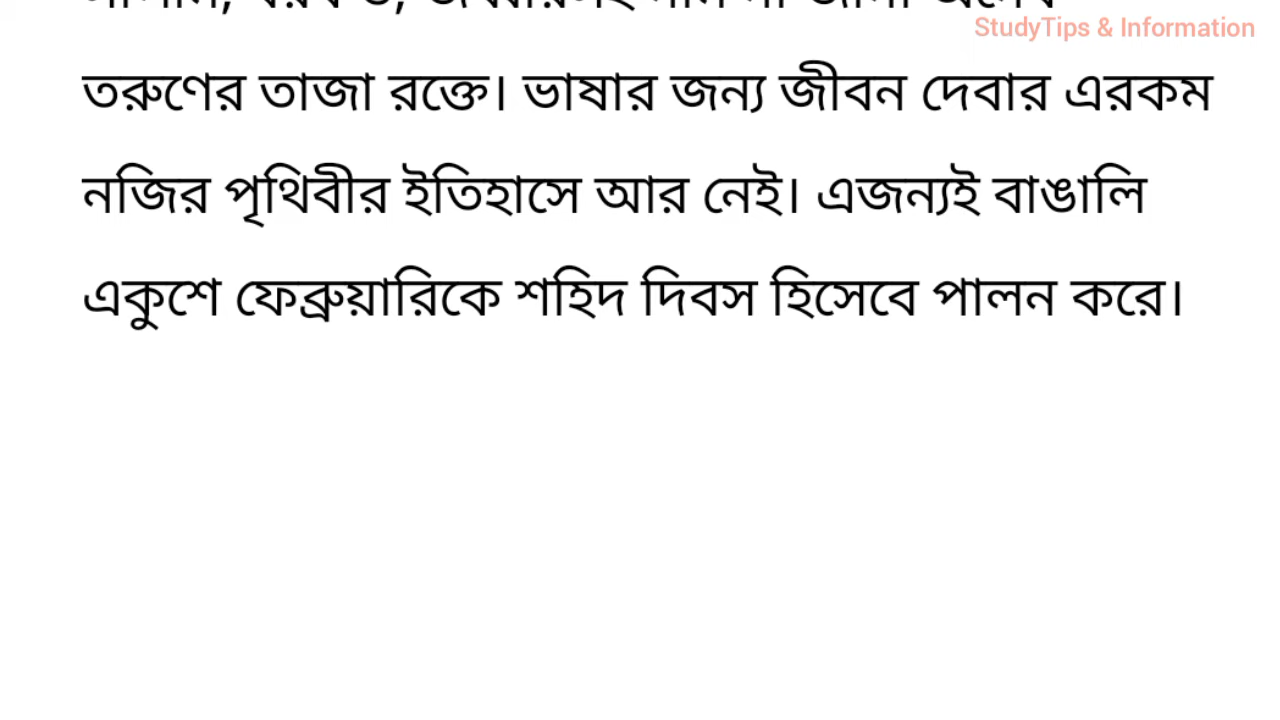 StudyTips & Information
তরুণের তাজা রক্তে। ভাষার জন্য জীবন দেবার এরকম
নজির পৃথিবীর ইতিহাসে আর নেই। এজন্যই বাঙালি
একুশে ফেব্রুয়ারিকে শহিদ দিবস হিসেবে পালন করে।